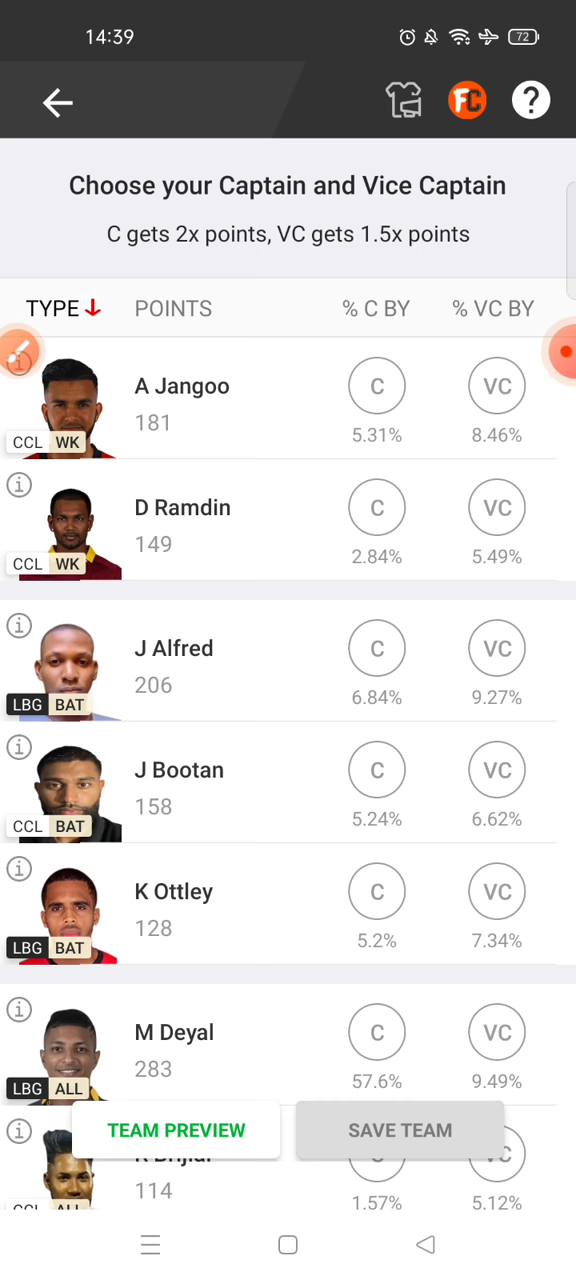 14:39
72
FC
?
Choose your Captain and Vice Captain
C gets 2x points, VC gets 1.5x points
TYPE POINTS % C BY % VC BY
A Jangoo
181
CCL WK
C
5.31%
VC
8.46%
D Ramdin
149
CCL WK
C
2.84%
VC
5.49%
J Alfred
206
LBG BAT
C
6.84%
VC
9.27%
J Bootan
158
CCL BAT
C
5.24%
VC
6.62%
K Ottley
128
LBG BAT
C
5.2%
VC
7.34%
M Deyal
283
LBG ALL
C
57.6%
VC
9.49%
TEAM PREVIEW
SAVE TEAM
114
CCL ALL
C
1.57%
VC
5.12%